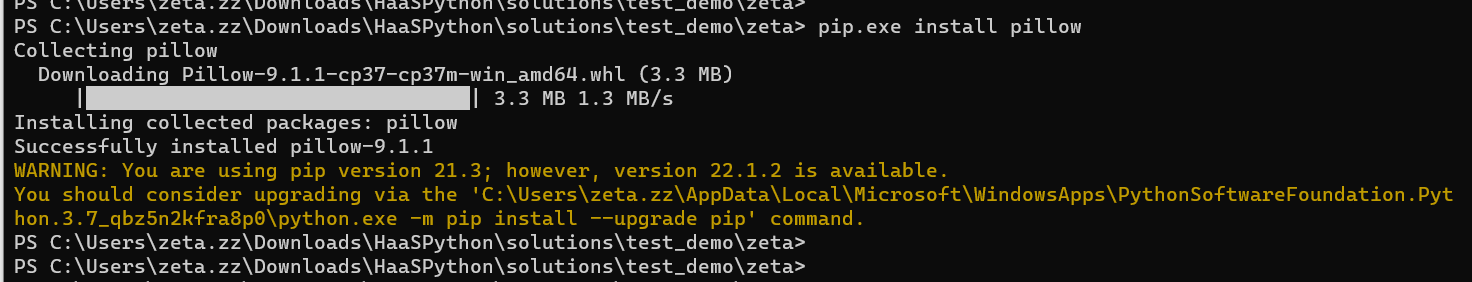 PS C:\Users\zeta.zz\Downloads\HaaSPython\solutions\test_demo\zeta>
PS C:\Users\zeta.zz\Downloads\HaaSPython\solutions\test_demo\zeta> pip.exe install pillow
Collecting pillow
  Downloading Pillow-9.1.1-cp37-cp37m-win_amd64.whl (3.3 MB)
     |████████████████████████████████| 3.3 MB 1.3 MB/s
Installing collected packages: pillow
Successfully installed pillow-9.1.1
WARNING: You are using pip version 21.3; however, version 22.1.2 is available.
You should consider upgrading via the 'C:\Users\zeta.zz\AppData\Local\Microsoft\WindowsApps\PythonSoftwareFoundation.Pyt
hon.3.7_qbz5n2kfra8p0\python.exe -m pip install --upgrade pip' command.
PS C:\Users\zeta.zz\Downloads\HaaSPython\solutions\test_demo\zeta>
PS C:\Users\zeta.zz\Downloads\HaaSPython\solutions\test_demo\zeta>